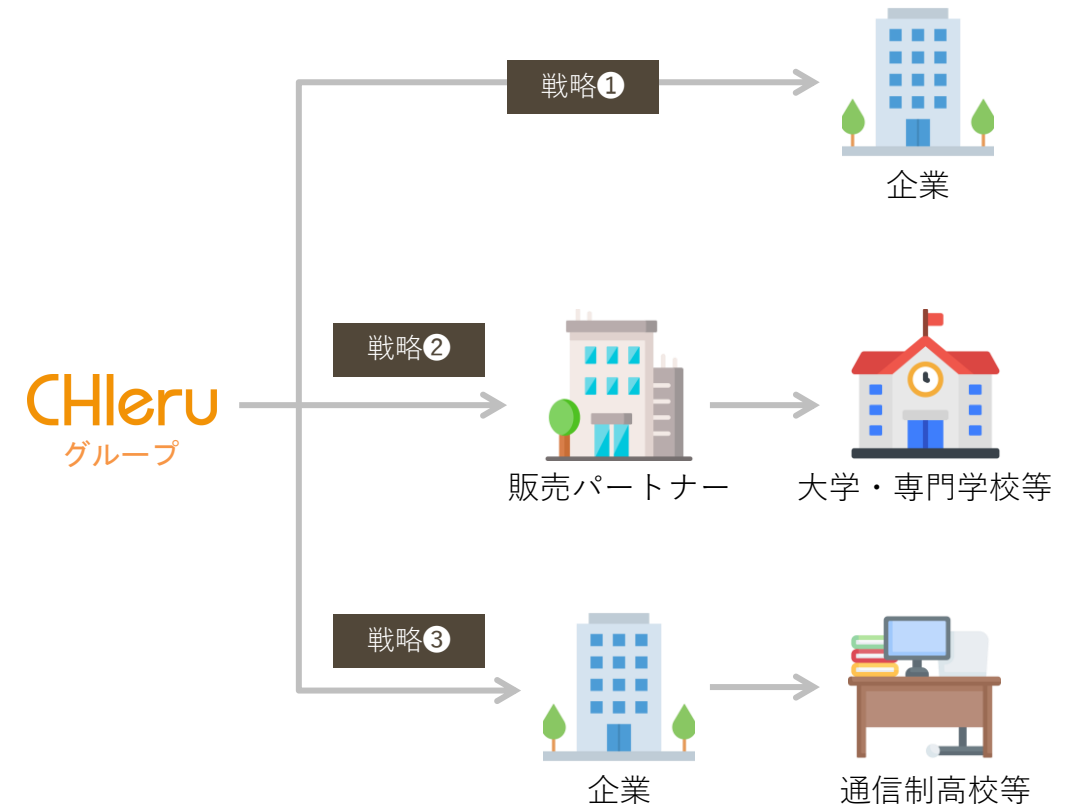 戦略❶
企業
戦略❷
CHIeru
グループ
販売パートナー
大学・専門学校等
戦略❸
企業
通信制高校等